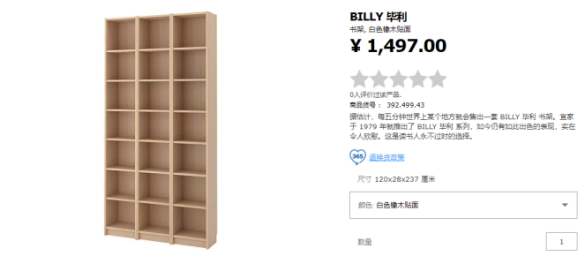 BILLY 毕利
书架, 白色橡木贴面
¥ 1,497.00
0人评价过该产品.
商品货号： 392.499.43
据估计，每五分钟世界上某个地方就会售出一套 BILLY 毕利 书架。宜家
于 1979 年就推出了 BILLY 毕利 系列，如今仍有如此出色的表现，实在
令人欣慰。这是读书人永不过时的选择。
365
退换货政策
尺寸 120x28x237 厘米
颜色: 白色橡木贴面
数量
1